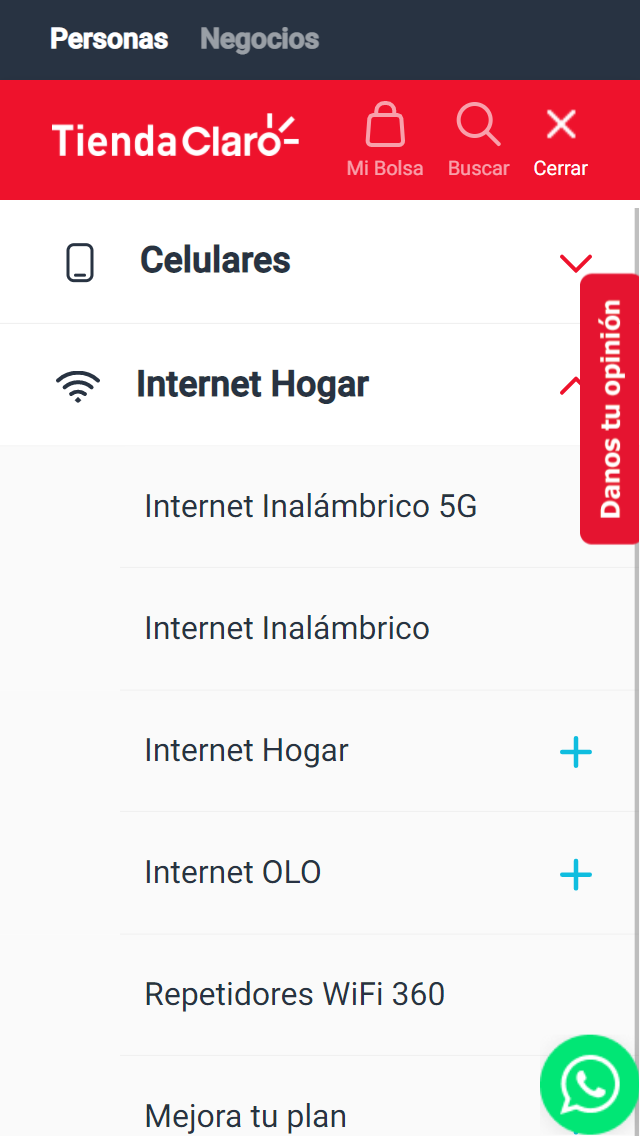 Personas Negocios
Tienda Claro
Mi Bolsa Buscar Cerrar
Celulares
Internet Hogar
Danos tu opinión
Internet Inalámbrico 5G
Internet Inalámbrico
Internet Hogar
Internet OLO
Repetidores WiFi 360
Mejora tu plan